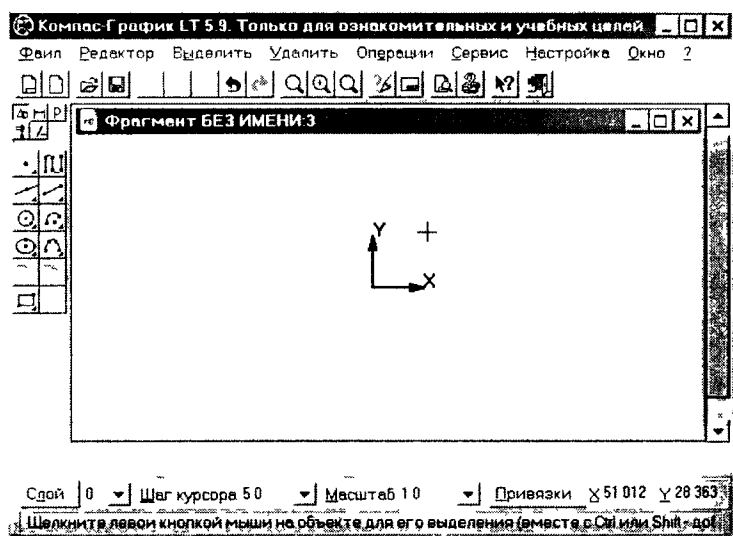 Компас-График LT 5.9. Только для ознакомительных и учебных целей
Файл Редактор Выделить Удалить Операции Сервис Настройка Окно ?
Фрагмент БЕЗ ИМЕНИ:3
Y
X
Слой 0 Шаг курсора 5 0 Масштаб 1 0 Привязки X 51 012 Y 28 363
Щелкните левой кнопкой мыши на объекте для его выделения (вместе с Ctrl или Shift - доб